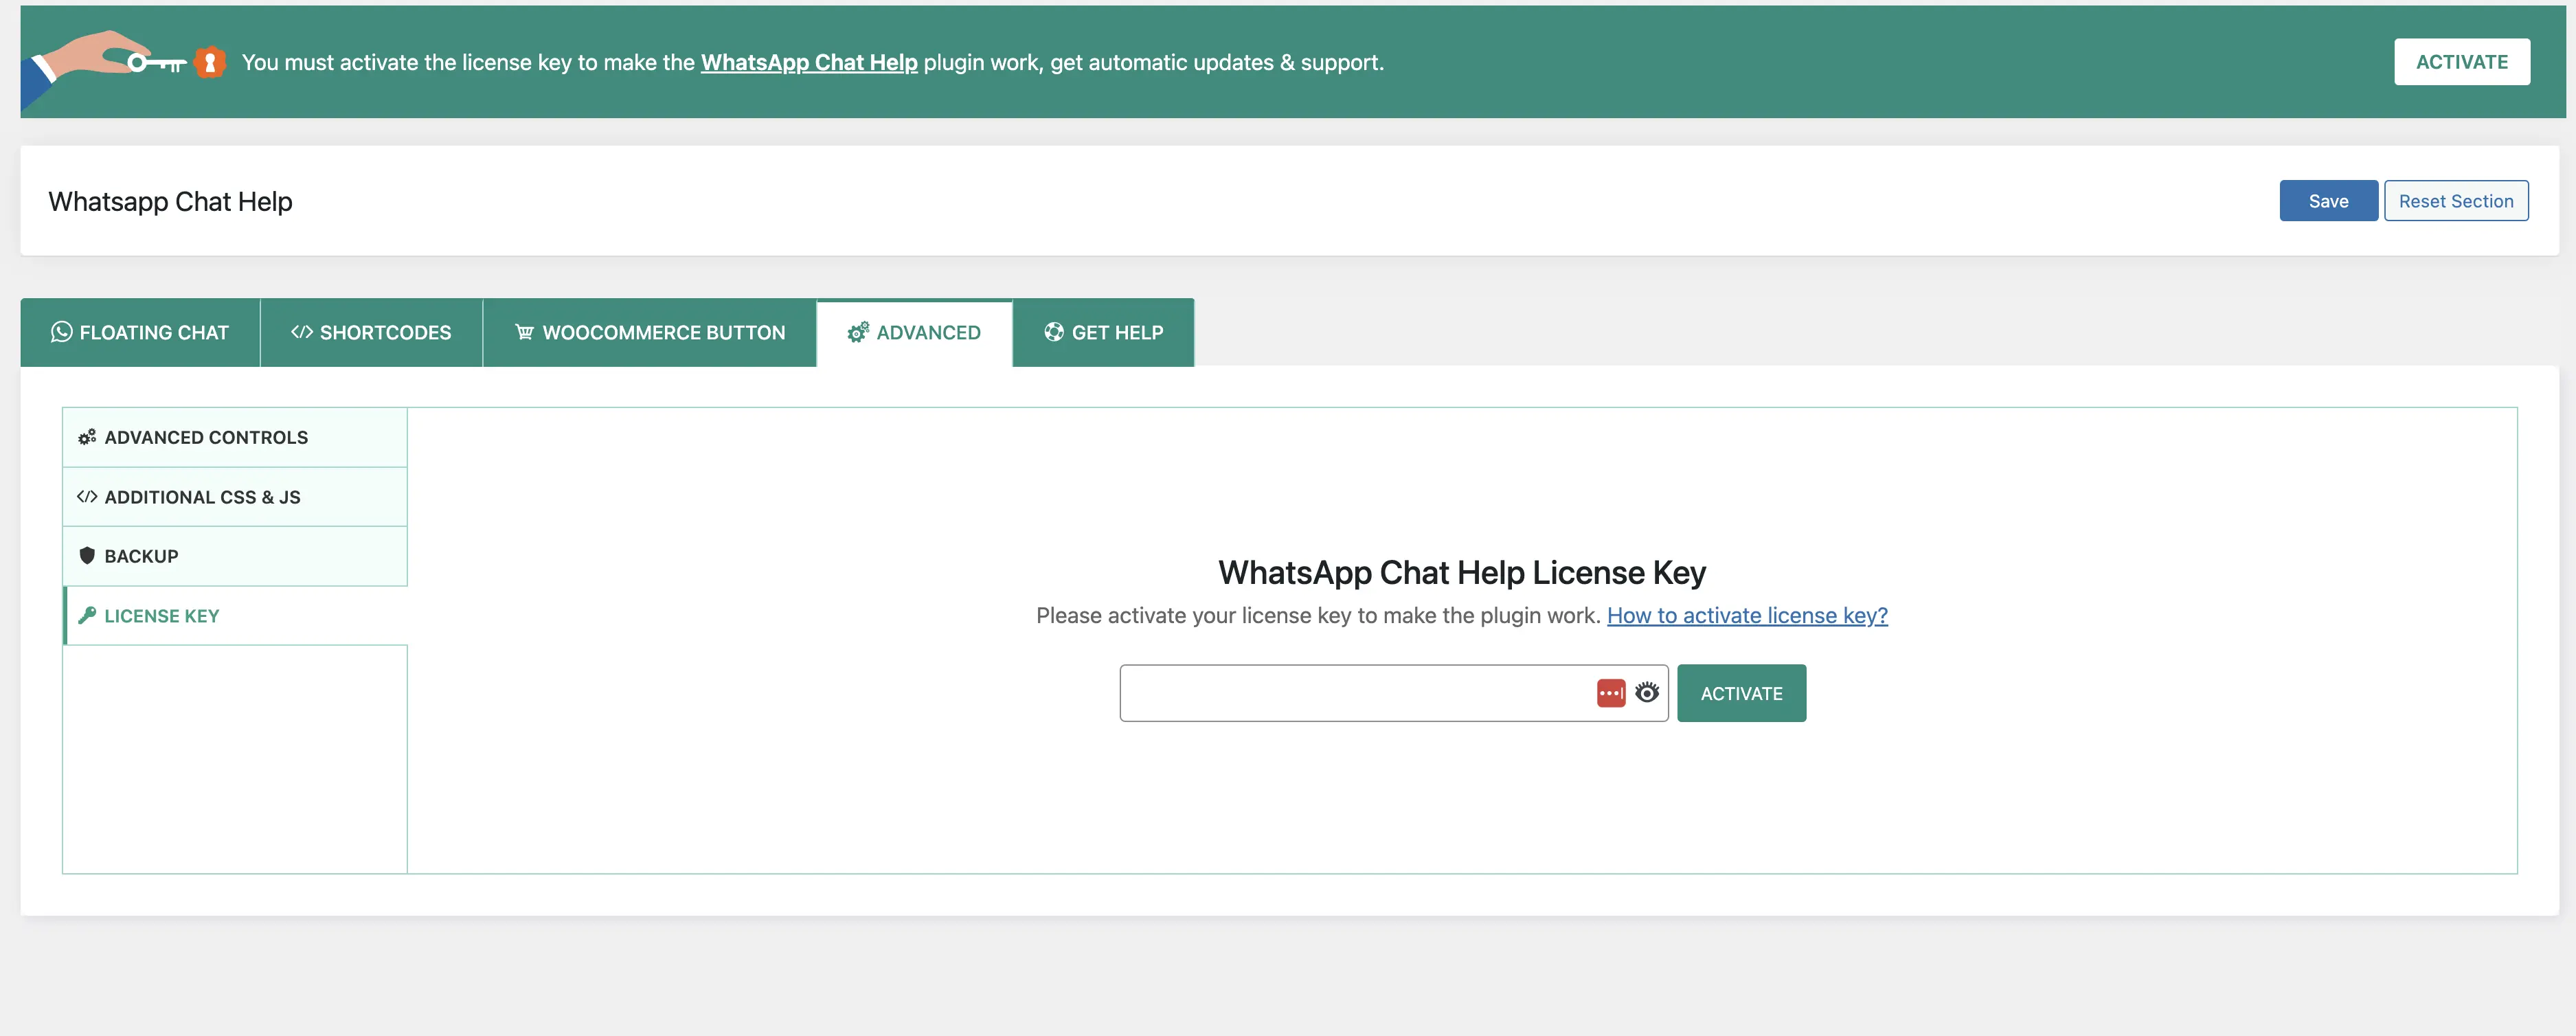 You must activate the license key to make the WhatsApp Chat Help plugin work, get automatic updates & support.
ACTIVATE
Whatsapp Chat Help
Save
Reset Section
FLOATING CHAT
SHORTCODES
WOOCOMMERCE BUTTON
ADVANCED
GET HELP
ADVANCED CONTROLS
ADDITIONAL CSS & JS
BACKUP
LICENSE KEY
WhatsApp Chat Help License Key
Please activate your license key to make the plugin work. How to activate license key?
ACTIVATE